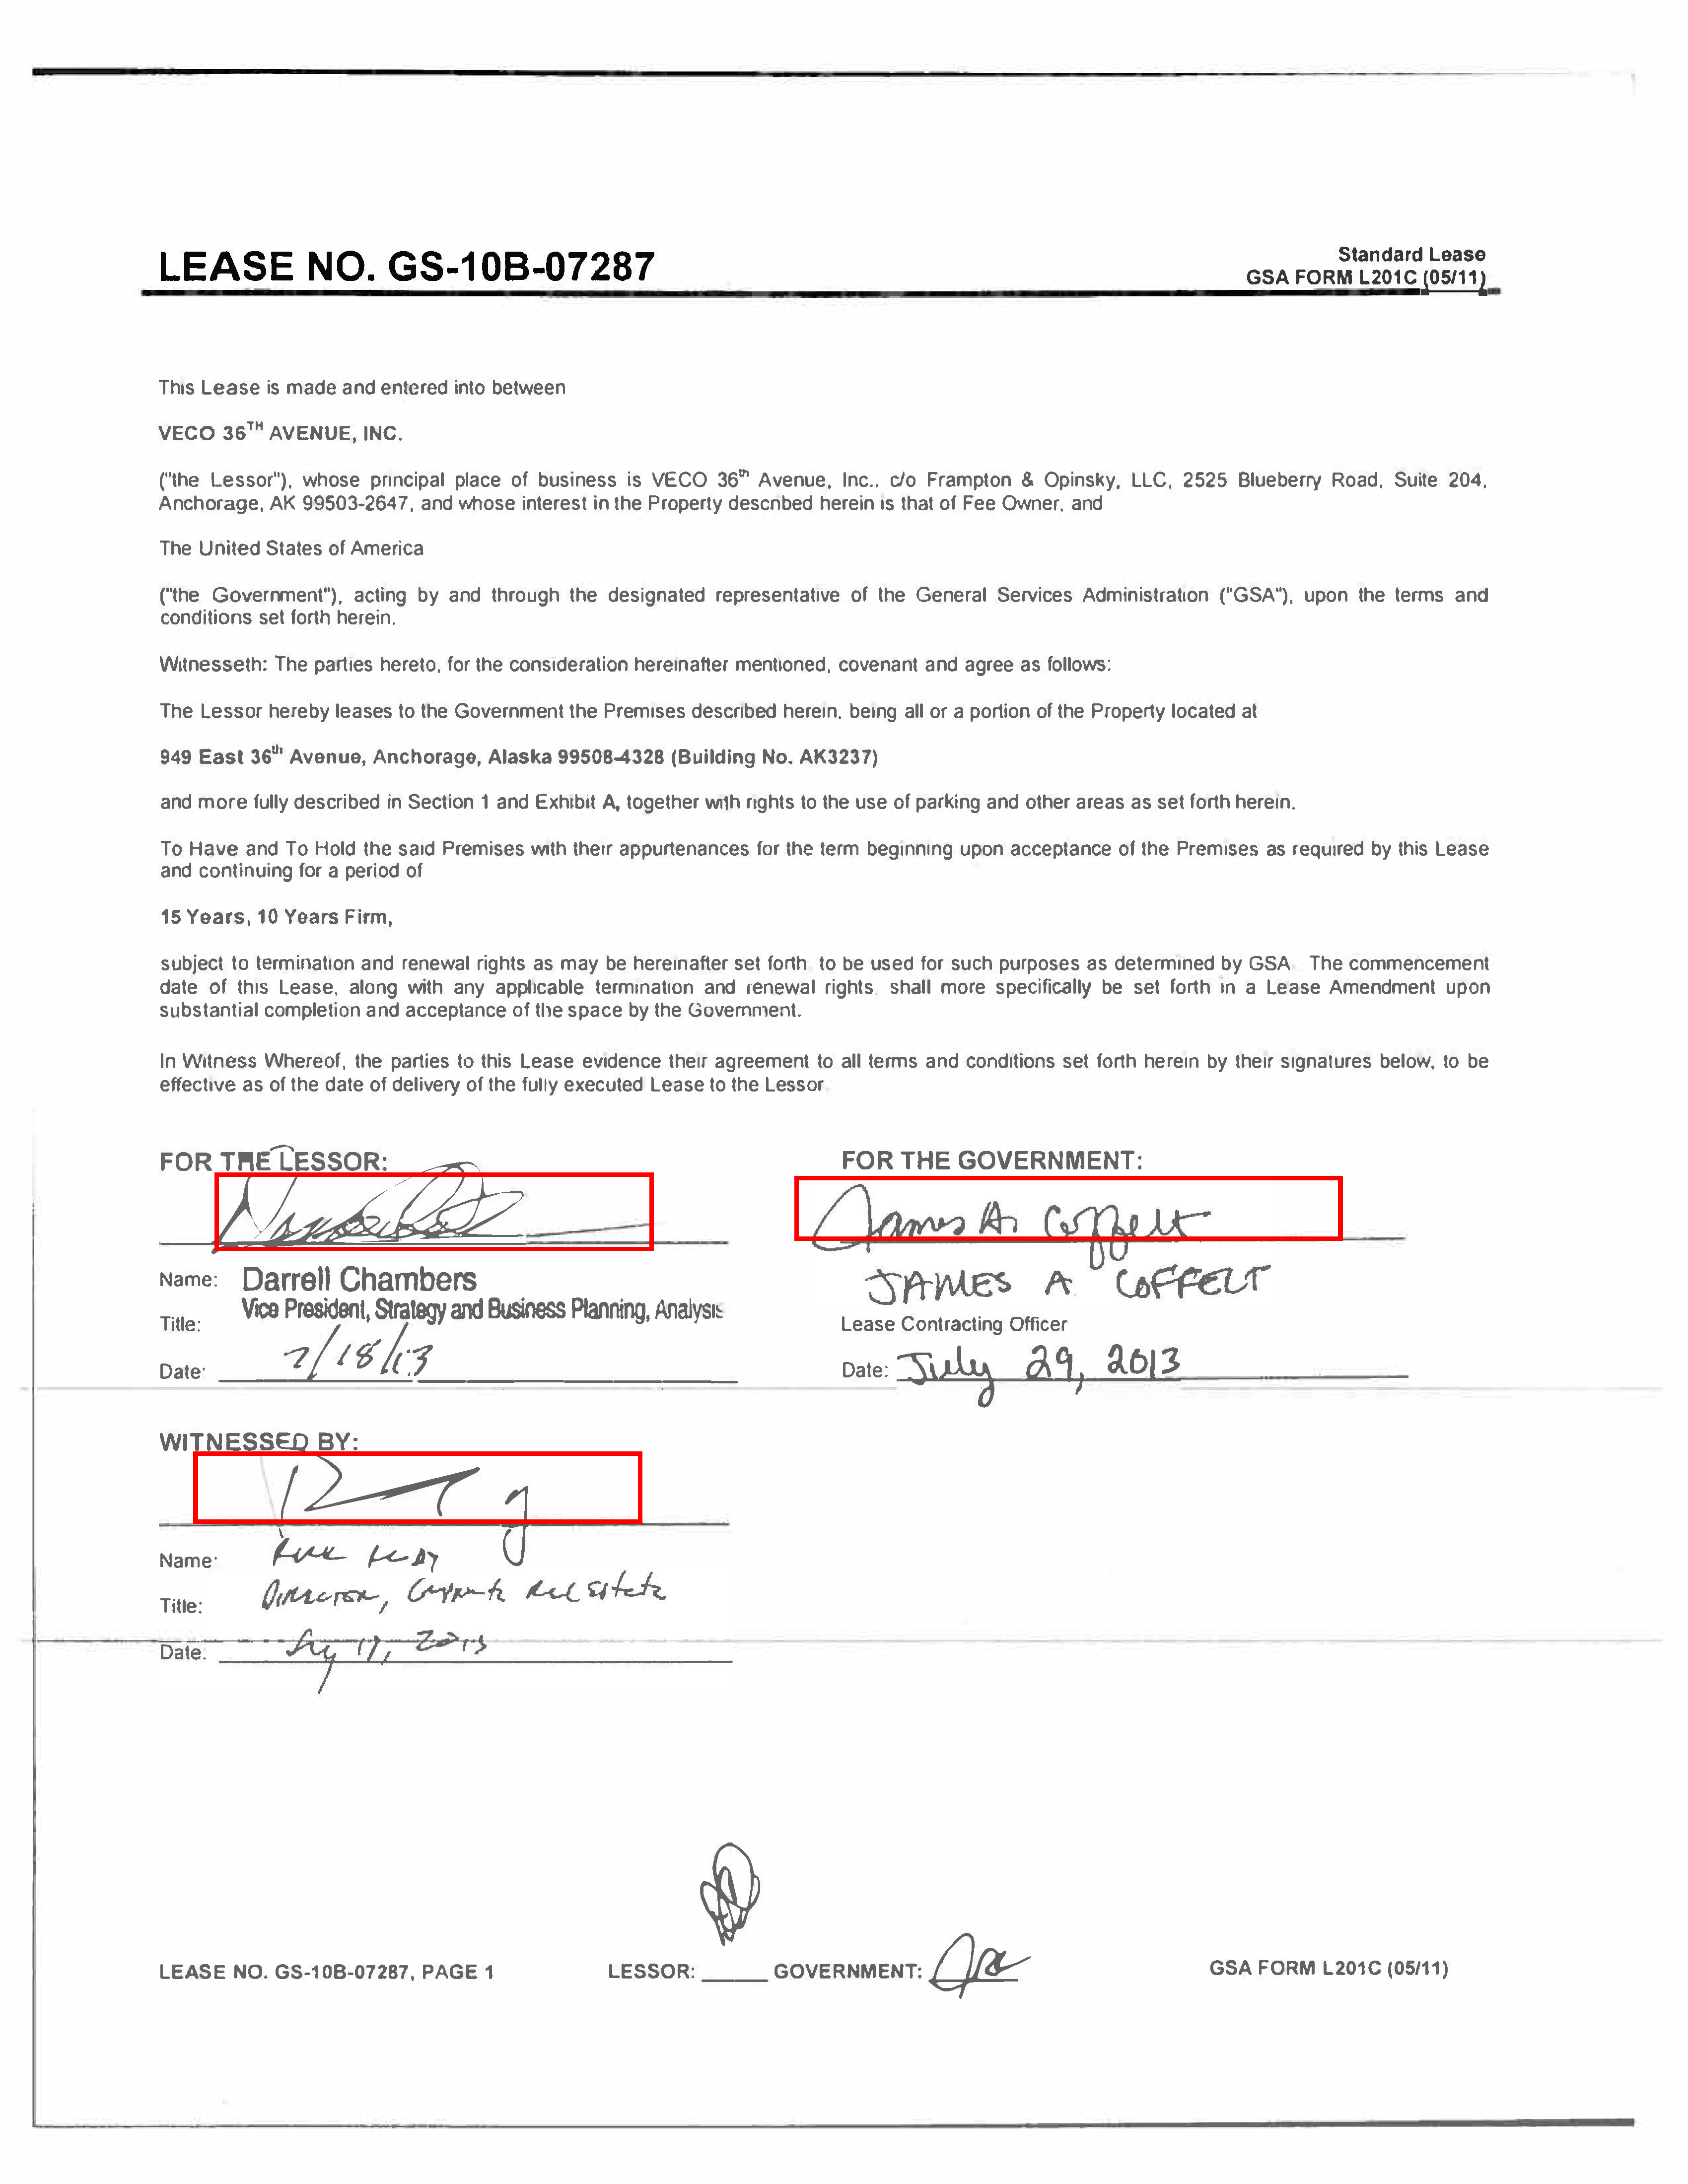 LEASE NO. GS-10B-07287
Standard Lease
GSA FORM L201C (05/11)
This Lease is made and entered into between
VECO 36TH AVENUE, INC.
("the Lessor"), whose principal place of business is VECO 36th Avenue, Inc., c/o Frampton & Opinsky, LLC, 2525 Blueberry Road, Suite 204,
Anchorage, AK 99503-2647, and whose interest in the Property described herein is that of Fee Owner, and
The United States of America
("the Government"), acting by and through the designated representative of the General Services Administration ("GSA"), upon the terms and
conditions set forth herein.
Witnesseth: The parties hereto, for the consideration hereinafter mentioned, covenant and agree as follows:
The Lessor hereby leases to the Government the Premises described herein, being all or a portion of the Property located at
949 East 36th Avenue, Anchorage, Alaska 99508-4328 (Building No. AK3237)
and more fully described in Section 1 and Exhibit A, together with rights to the use of parking and other areas as set forth herein.
To Have and To Hold the said Premises with their appurtenances for the term beginning upon acceptance of the Premises as required by this Lease
and continuing for a period of
15 Years, 10 Years Firm,
subject to termination and renewal rights as may be hereinafter set forth, to be used for such purposes as determined by GSA. The commencement
date of this Lease, along with any applicable termination and renewal rights, shall more specifically be set forth in a Lease Amendment upon
substantial completion and acceptance of the space by the Government.
In Witness Whereof, the parties to this Lease evidence their agreement to all terms and conditions set forth herein by their signatures below, to be
effective as of the date of delivery of the fully executed Lease to the Lessor.
FOR THE LESSOR:
Name: Darrell Chambers
Title: Vice President, Strategy and Business Planning, Analysis
Date: 7/18/13
FOR THE GOVERNMENT:
James A. Coffelt
JAMES A. COFFELT
Lease Contracting Officer
Date: July 29, 2013
WITNESSED BY:
Name:
Title: Director, Corporate Real Estate
Date: July 17, 2013
LEASE NO. GS-10B-07287, PAGE 1
LESSOR: GOVERNMENT: JAC
GSA FORM L201C (05/11)